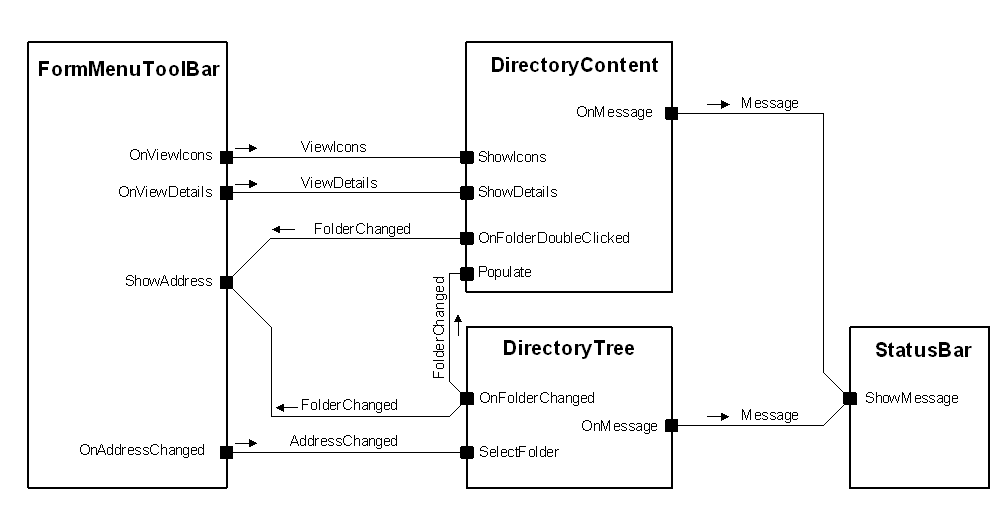 FormMenuToolBar
OnViewIcons
OnViewDetails
ShowAddress
OnAddressChanged
ViewIcons
ViewDetails
FolderChanged
FolderChanged
FolderChanged
AddressChanged
DirectoryContent
OnMessage
ShowIcons
ShowDetails
OnFolderDoubleClicked
Populate
DirectoryTree
OnFolderChanged
OnMessage
SelectFolder
Message
Message
StatusBar
ShowMessage